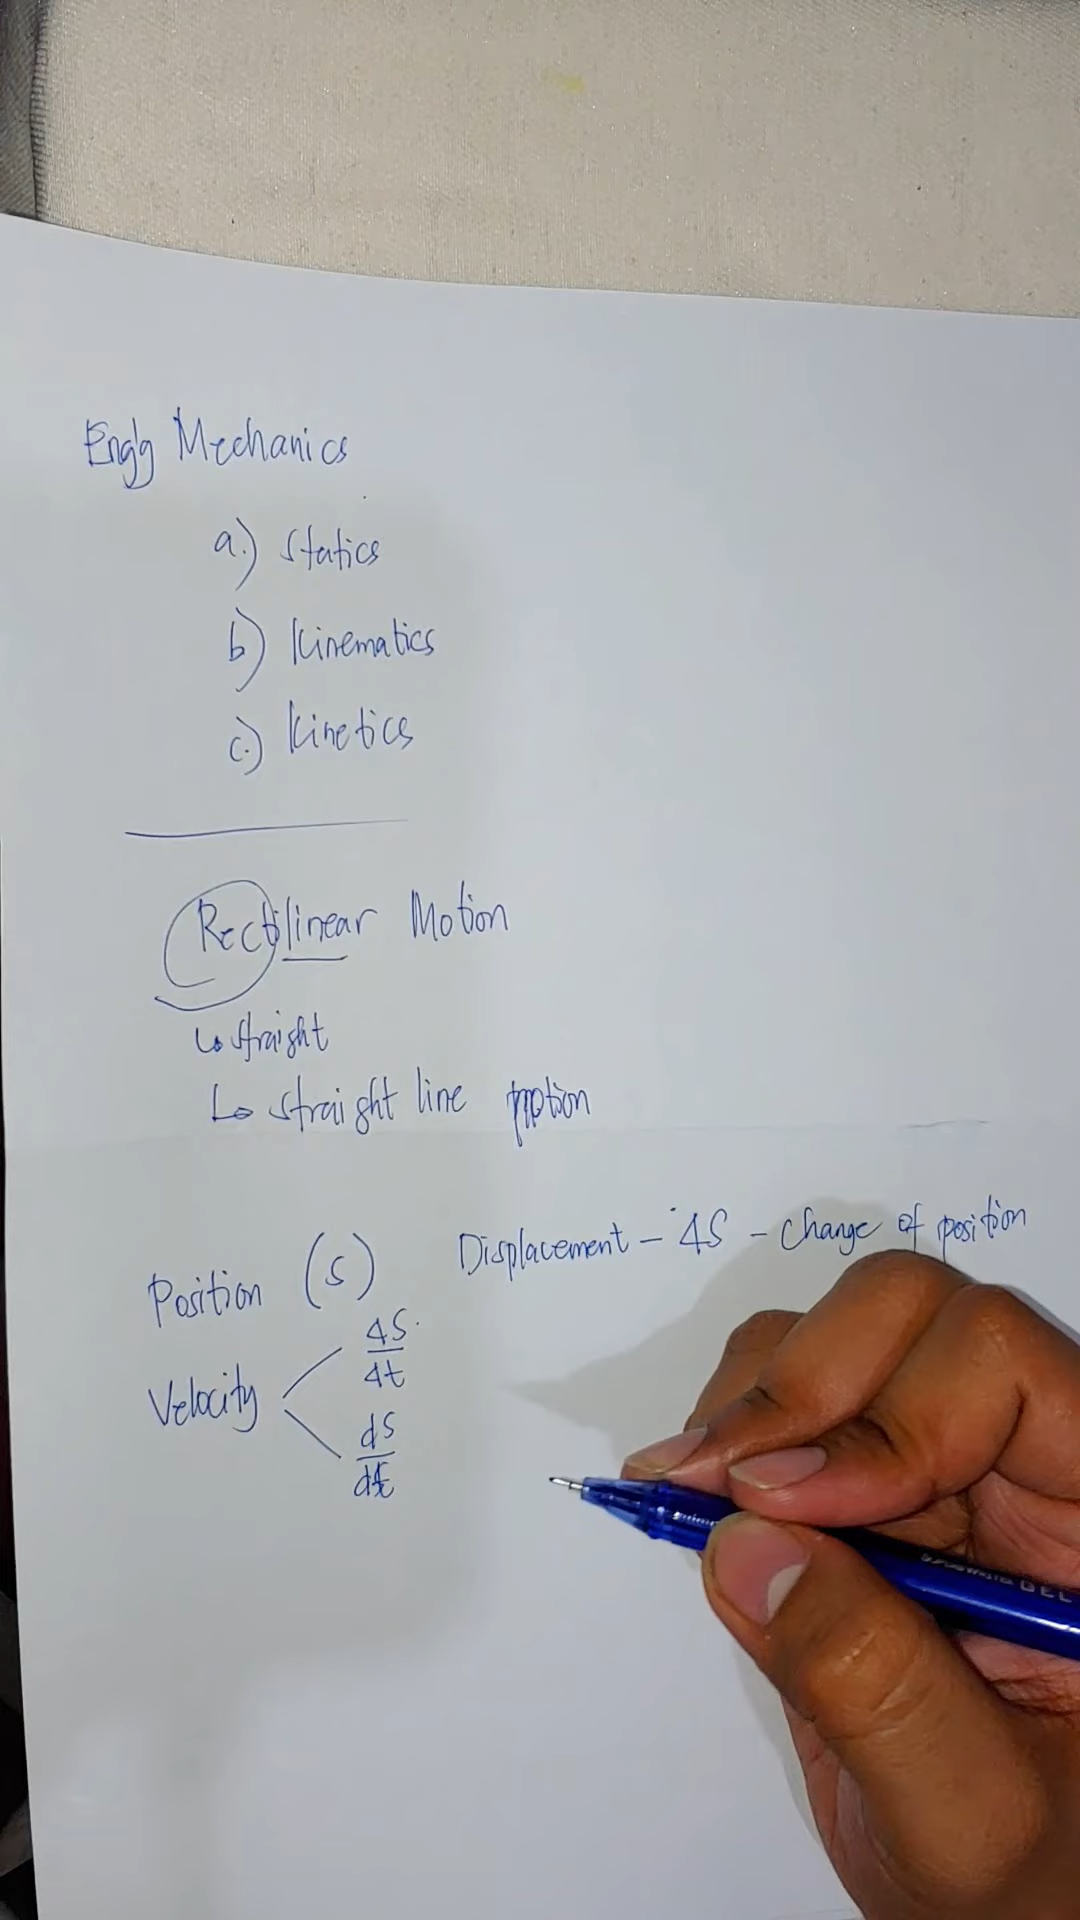 Engg Mechanics
a.) Statics
b) Kinematics
c.) Kinetics
Rectilinear Motion
↳ straight
↳ straight line motion
Position (S)
Displacement – ΔS – Change of position
Velocity < ΔS/Δt
dS/dt
GEL